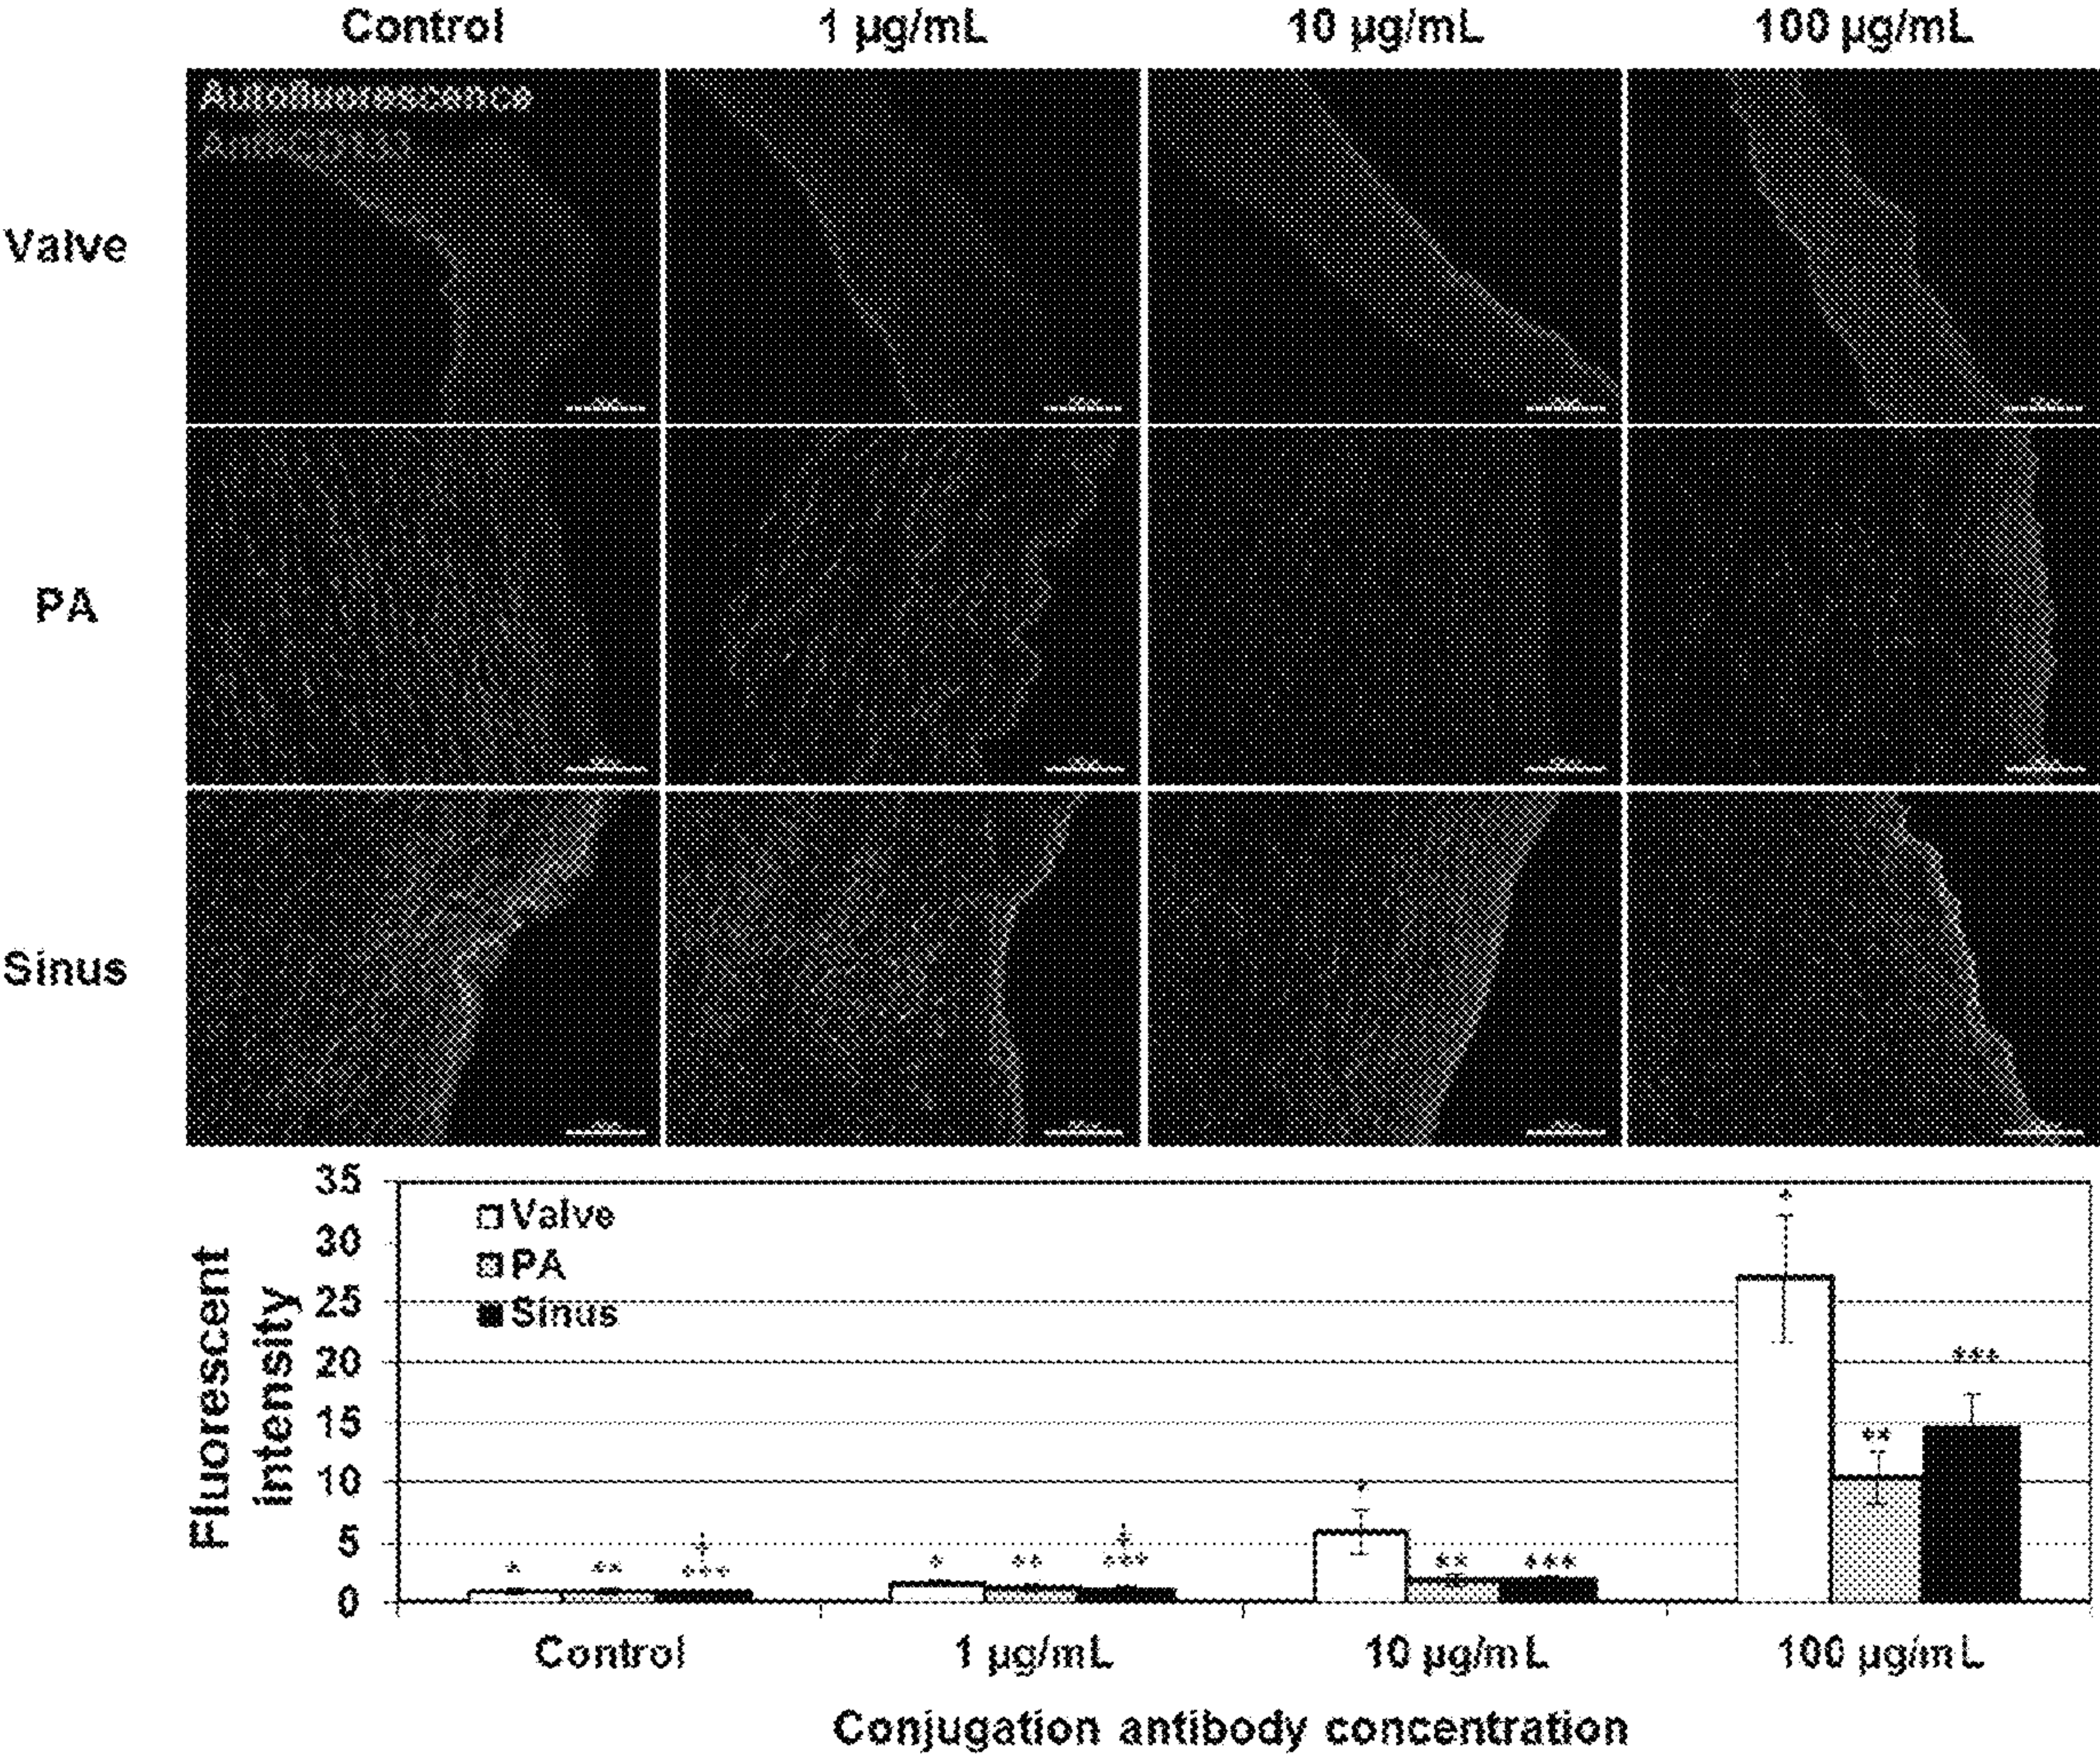 Control 1 µg/mL 10 µg/mL 100 µg/mL
Autofluorescence
Anti-CD133
Valve
PA
Sinus
35
30
25
20
15
10
5
0
Fluorescent
intensity
Valve
PA
Sinus
* ** *** ‡
* ** *** ‡
* ** ***
* ** ***
Control 1 µg/mL 10 µg/mL 100 µg/mL
Conjugation antibody concentration